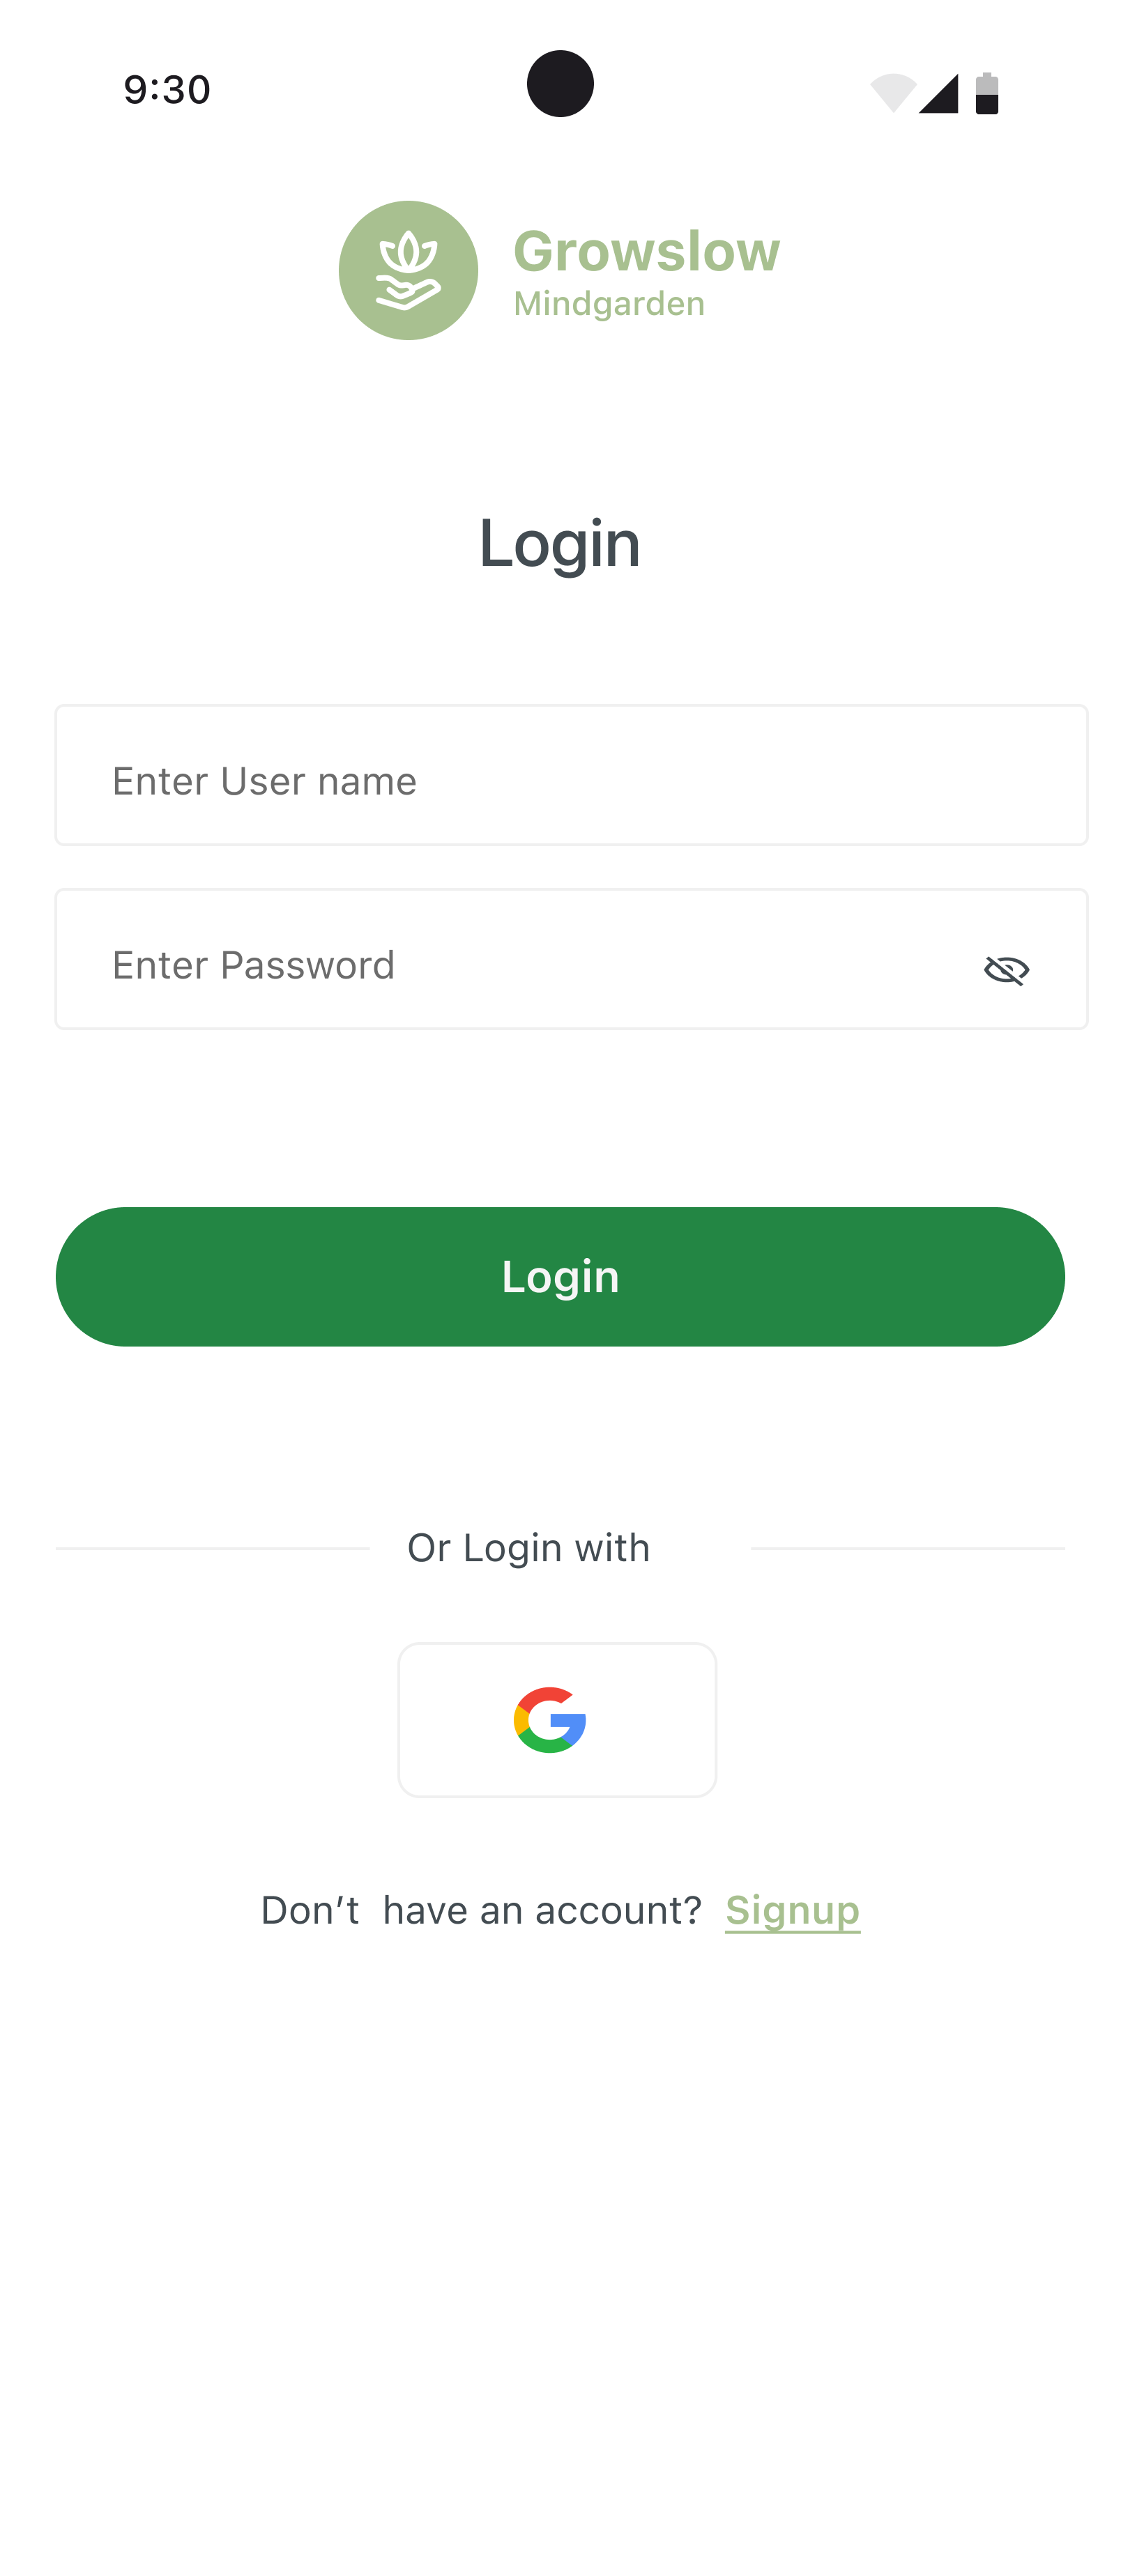 9:30
Growslow
Mindgarden
Login
Enter User name
Enter Password
Login
Or Login with
Don’t  have an account?  Signup